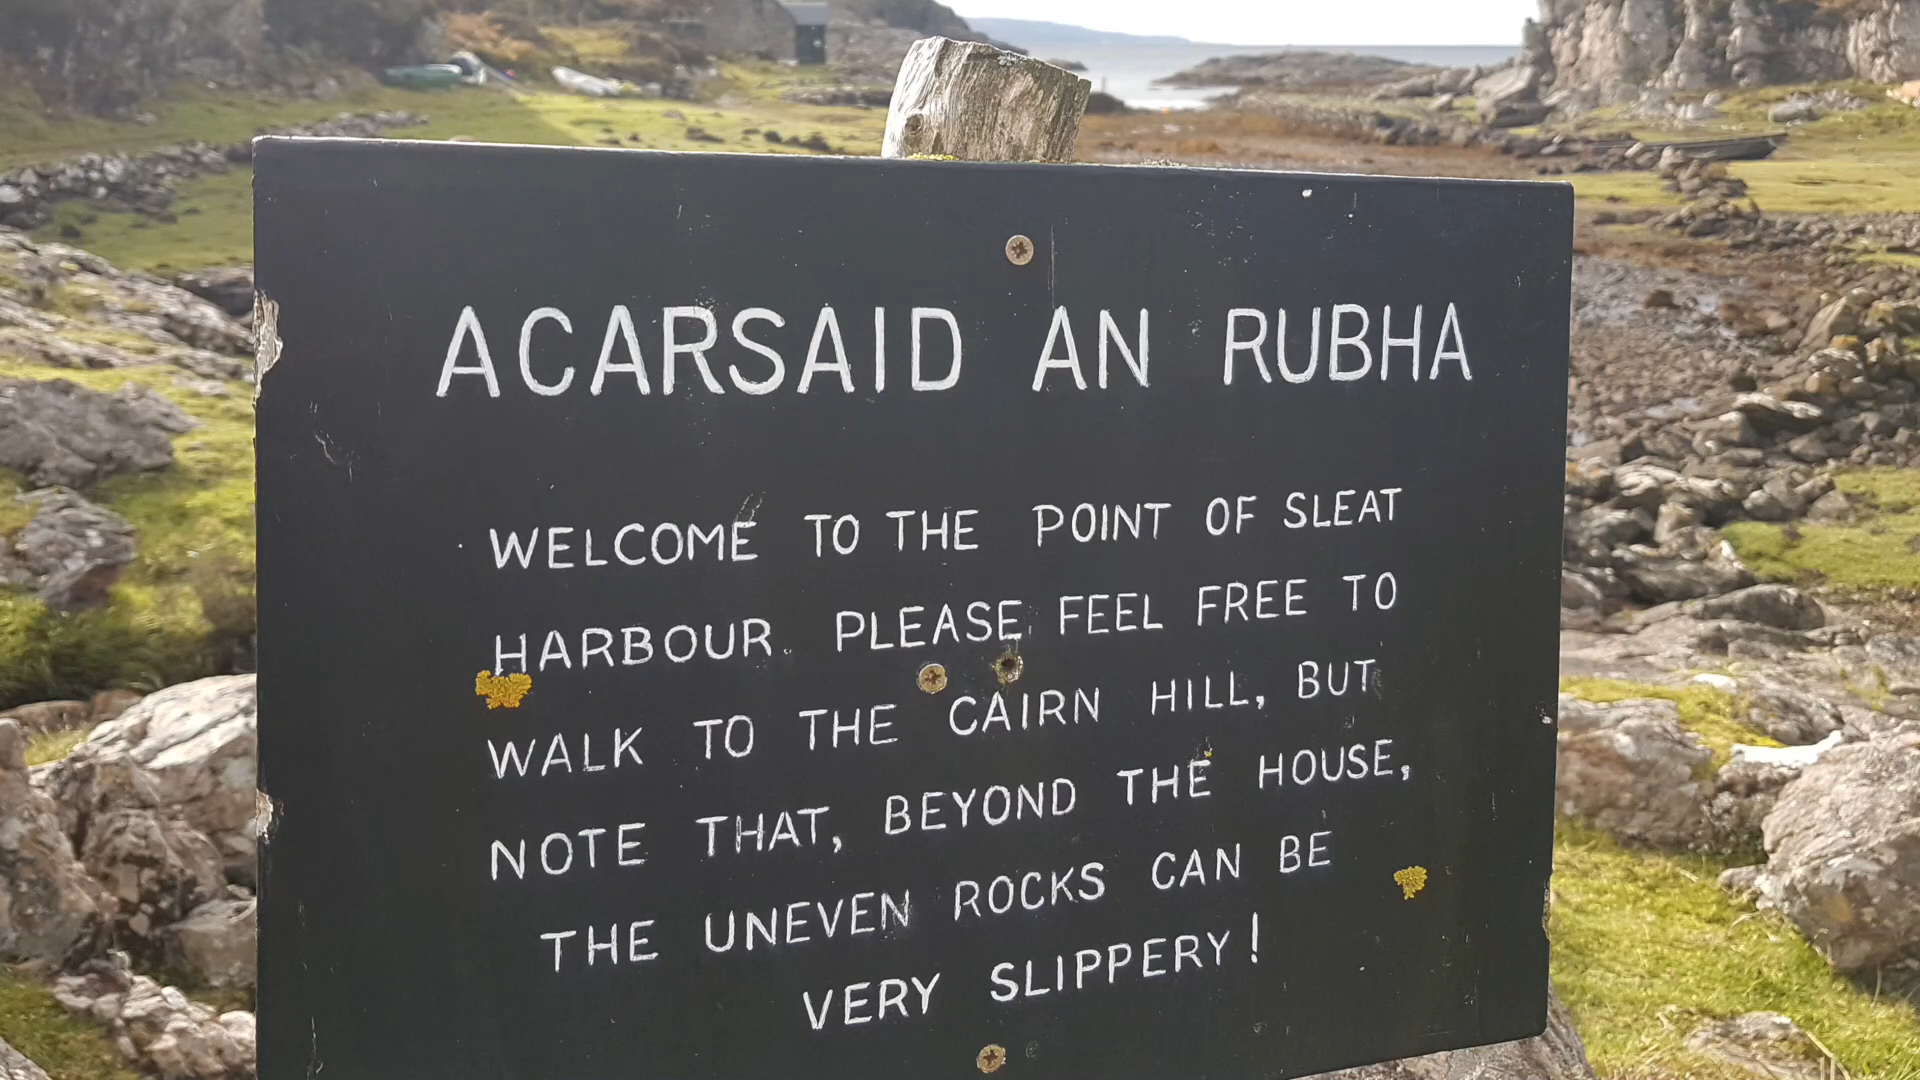 ACARSAID AN RUBHA
WELCOME TO THE POINT OF SLEAT
HARBOUR. PLEASE FEEL FREE TO
WALK TO THE CAIRN HILL, BUT
NOTE THAT, BEYOND THE HOUSE,
THE UNEVEN ROCKS CAN BE
VERY SLIPPERY!